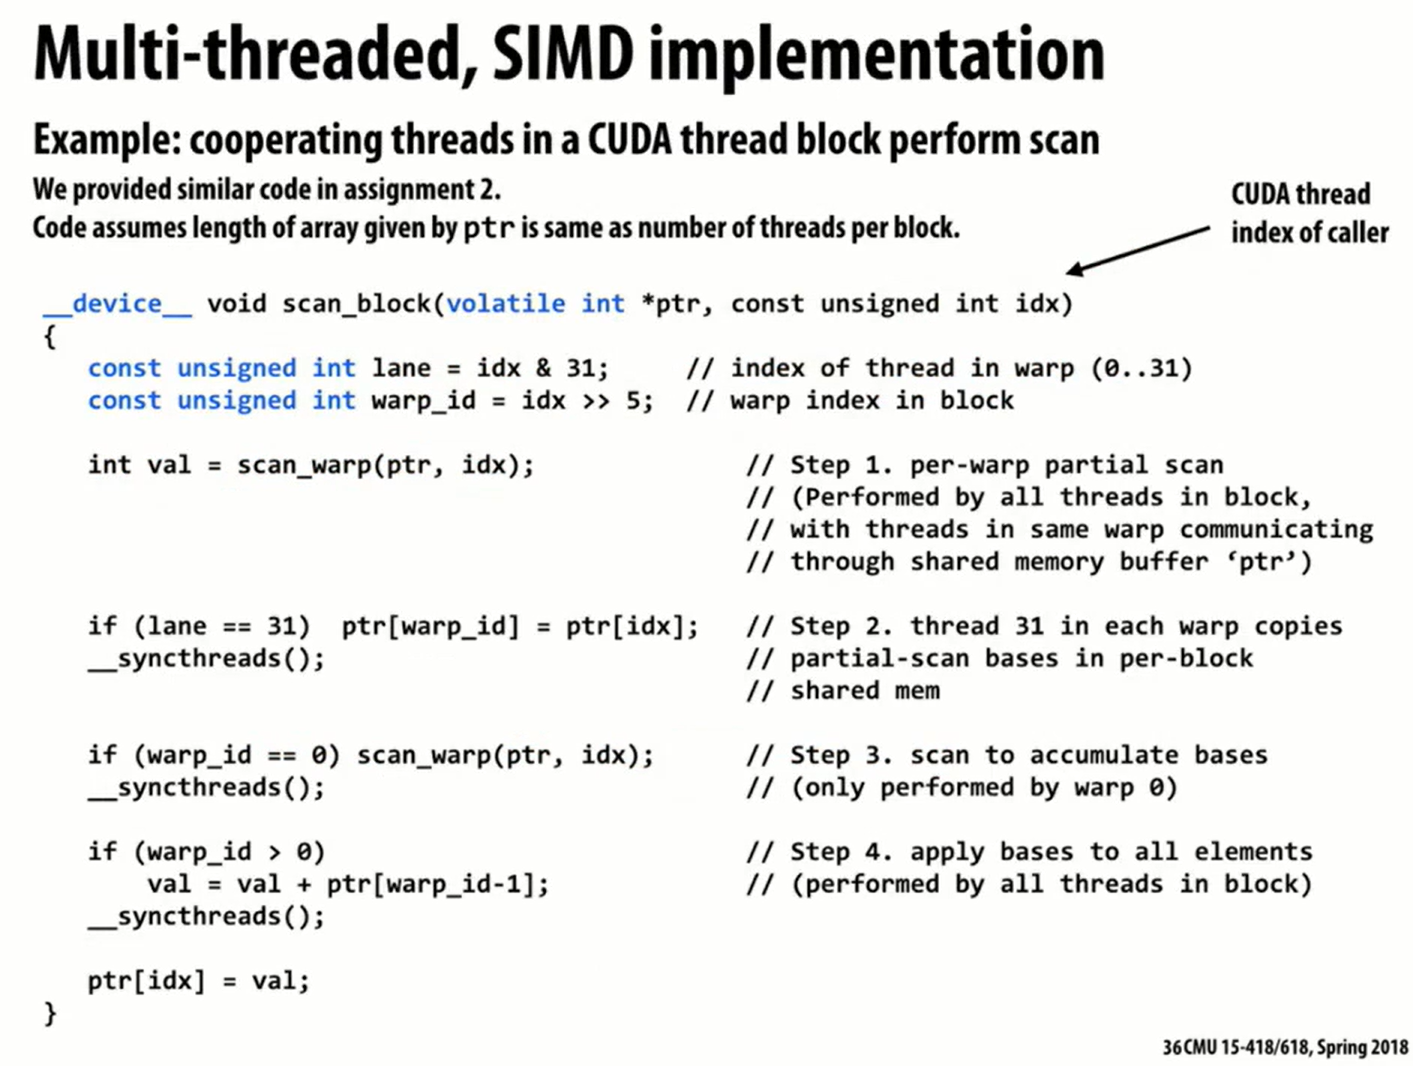 Multi-threaded, SIMD implementation
Example: cooperating threads in a CUDA thread block perform scan
We provided similar code in assignment 2.
Code assumes length of array given by ptr is same as number of threads per block.
CUDA thread
index of caller
__device__ void scan_block(volatile int *ptr, const unsigned int idx)
{
const unsigned int lane = idx & 31; // index of thread in warp (0..31)
const unsigned int warp_id = idx >> 5; // warp index in block
int val = scan_warp(ptr, idx); // Step 1. per-warp partial scan
// (Performed by all threads in block,
// with threads in same warp communicating
// through shared memory buffer ‘ptr’)
if (lane == 31) ptr[warp_id] = ptr[idx]; // Step 2. thread 31 in each warp copies
__syncthreads(); // partial-scan bases in per-block
// shared mem
if (warp_id == 0) scan_warp(ptr, idx); // Step 3. scan to accumulate bases
__syncthreads(); // (only performed by warp 0)
if (warp_id > 0) // Step 4. apply bases to all elements
val = val + ptr[warp_id-1]; // (performed by all threads in block)
__syncthreads();
ptr[idx] = val;
}
36 CMU 15-418/618, Spring 2018